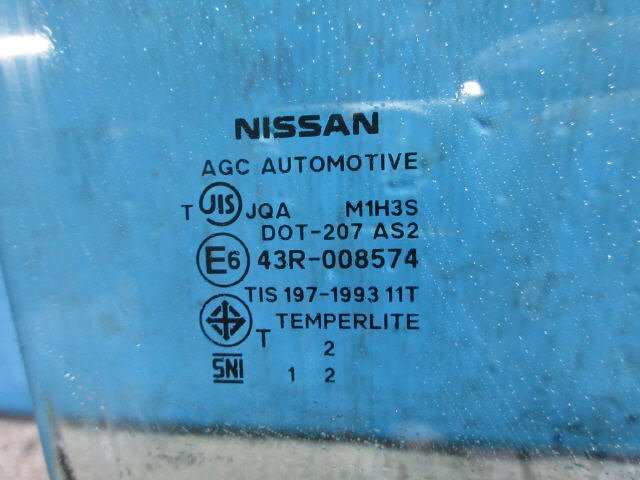 NISSAN
AGC AUTOMOTIVE
T JIS JQA M1H3S
DOT-207 AS2
E6 43R-008574
TIS 197-1993 11T
T TEMPERLITE
2
SNI 1 2